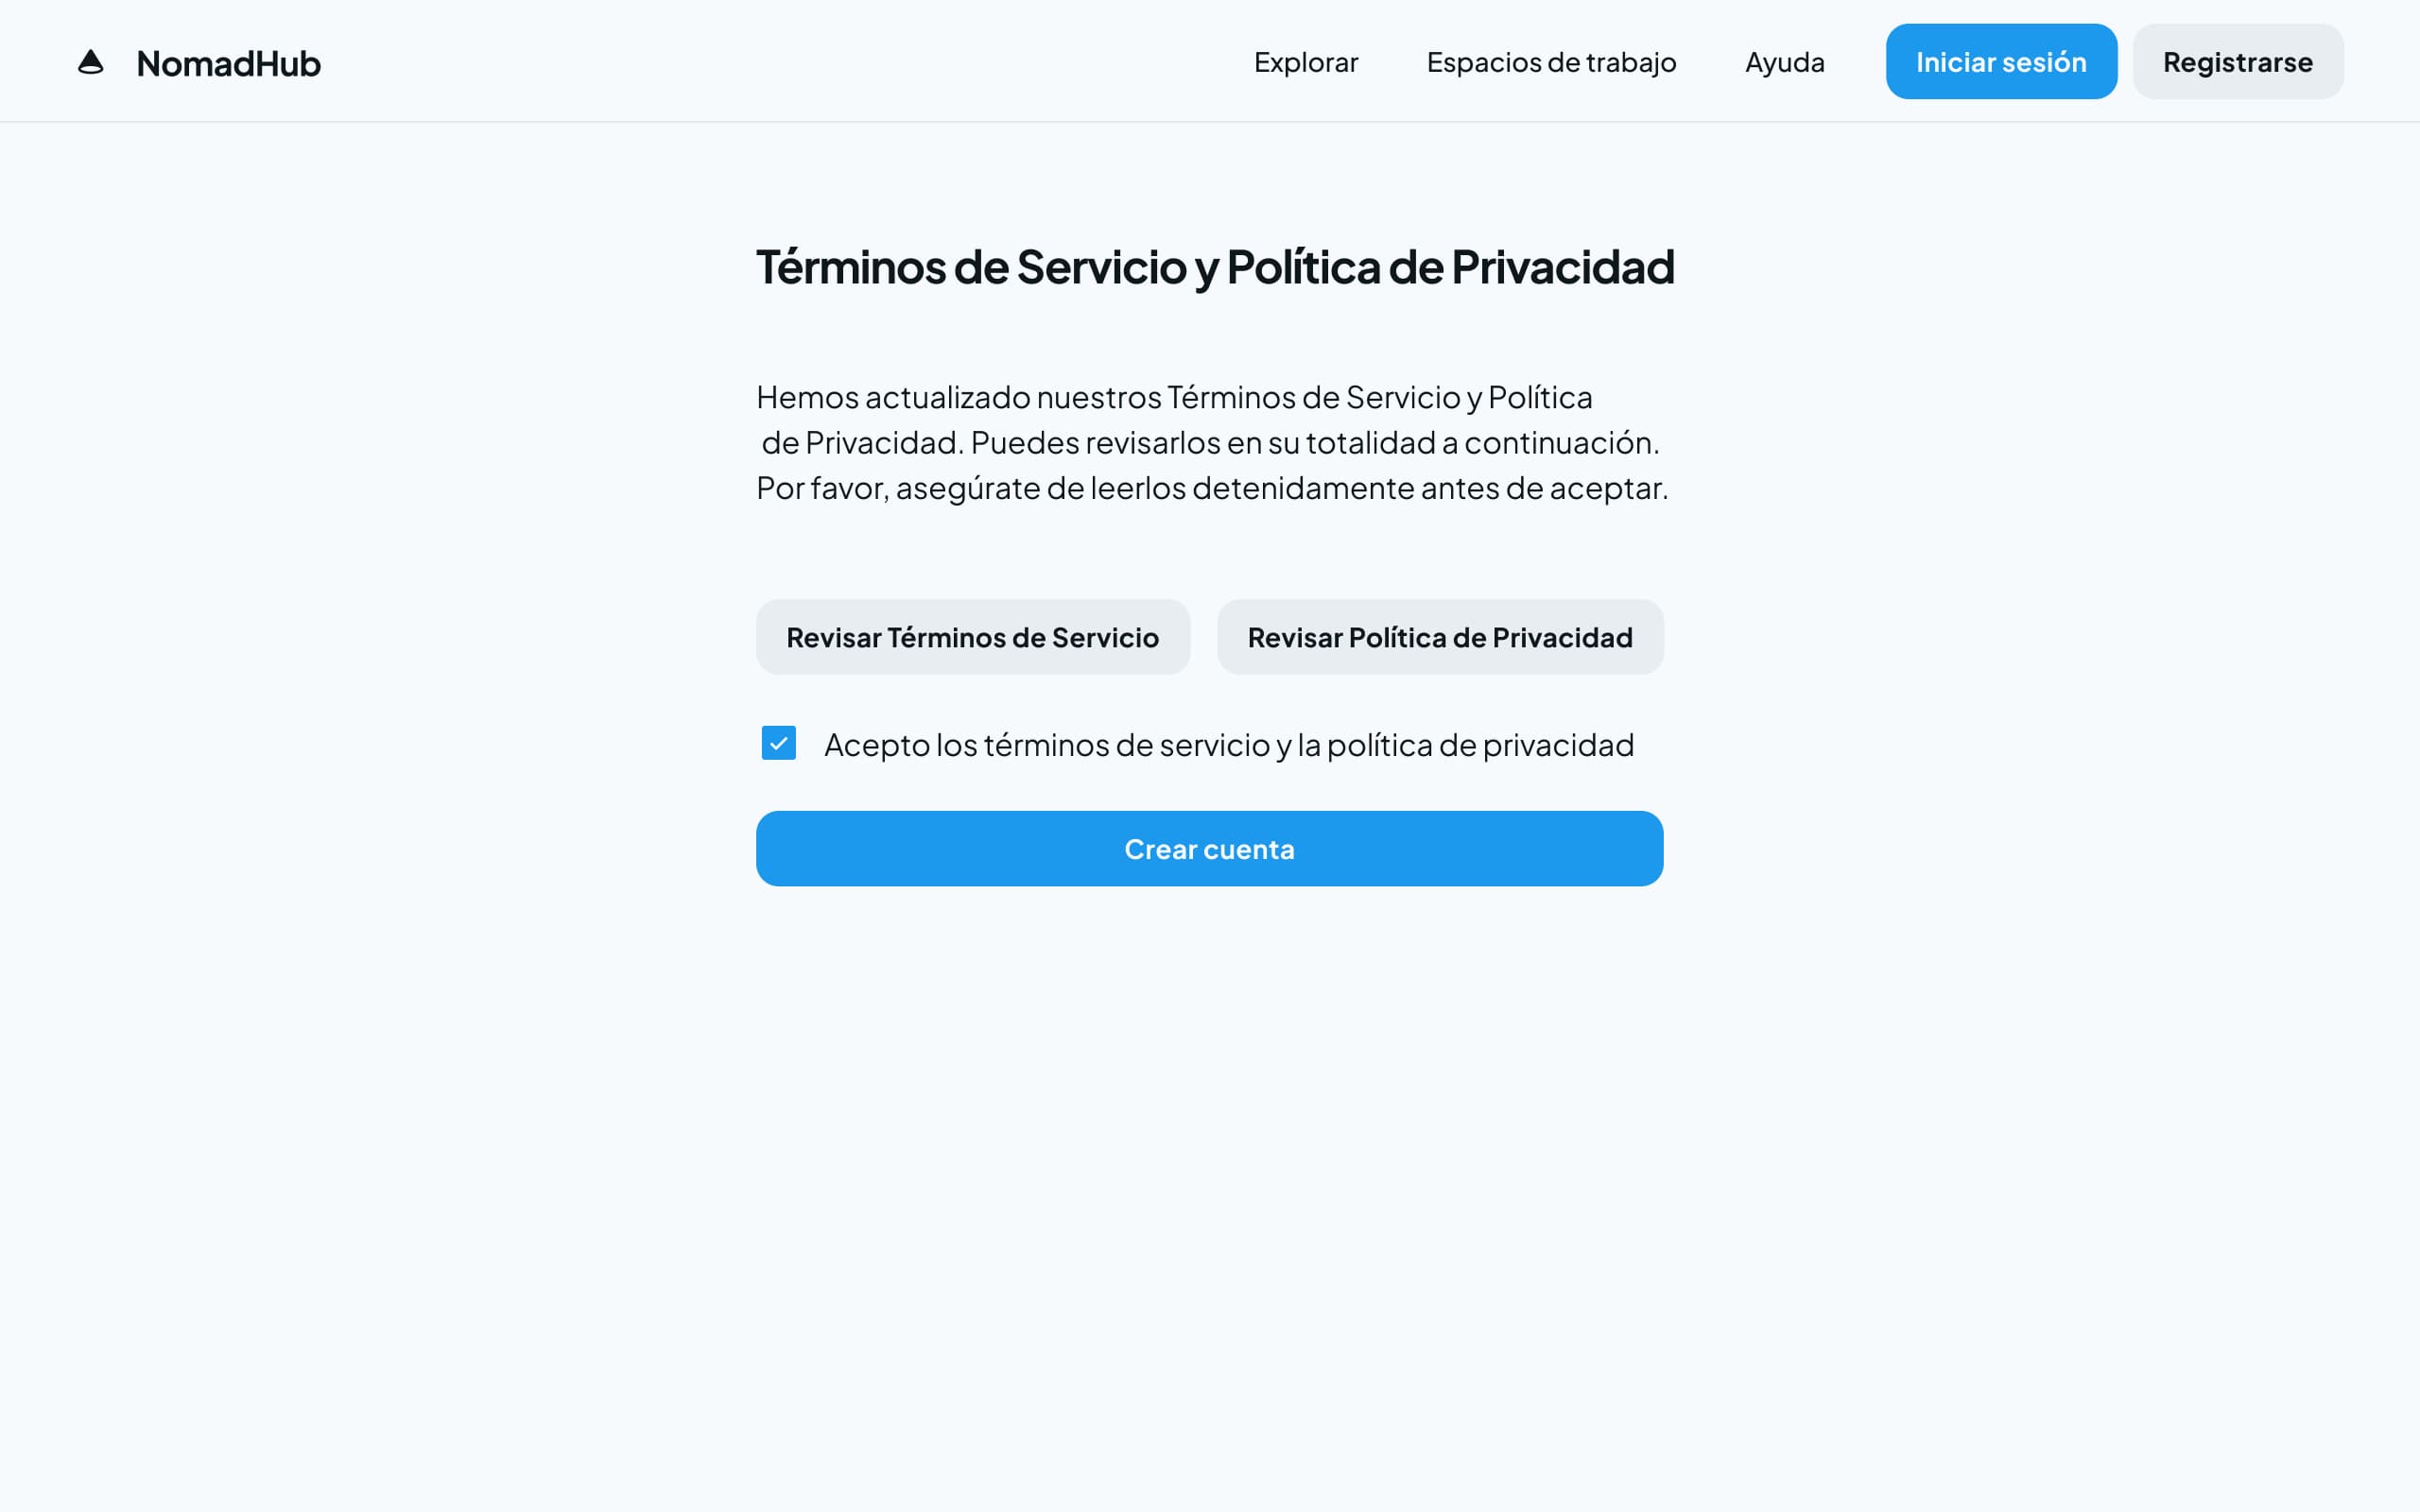 NomadHub
Explorar
Espacios de trabajo
Ayuda
Iniciar sesión
Registrarse
Términos de Servicio y Política de Privacidad
Hemos actualizado nuestros Términos de Servicio y Política
de Privacidad. Puedes revisarlos en su totalidad a continuación.
Por favor, asegúrate de leerlos detenidamente antes de aceptar.
Revisar Términos de Servicio
Revisar Política de Privacidad
Acepto los términos de servicio y la política de privacidad
Crear cuenta